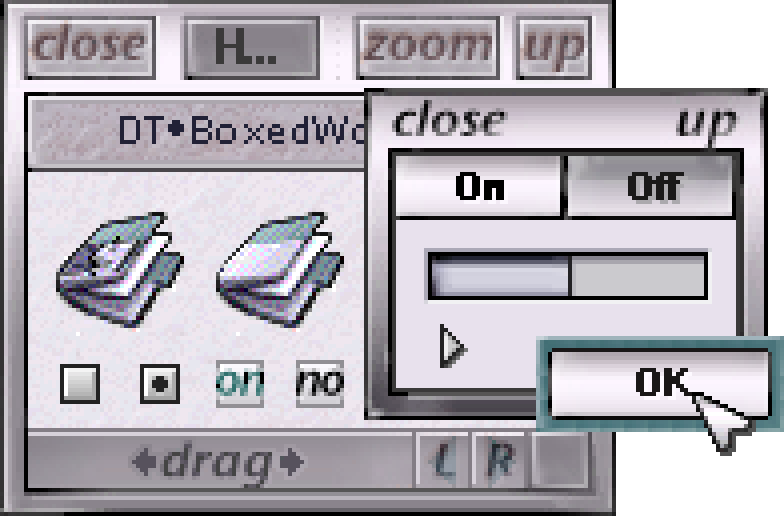 close H... zoom up
DT•BoxedWo
close up
On Off
on no
OK
drag L R